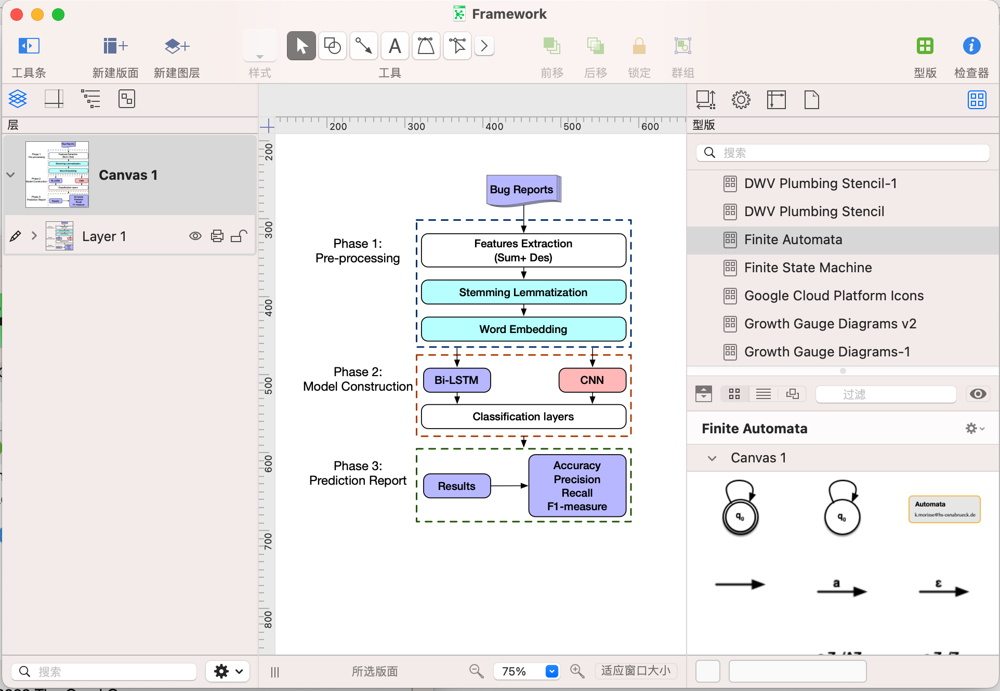 Framework
工具条
新建版面
新建图层
样式
工具
前移
后移
锁定
群组
型版
检查器
层
Canvas 1
Layer 1
200
300
400
500
600
200
300
400
500
600
700
800
Bug Reports
Phase 1:
Pre-processing
Features Extraction
(Sum+ Des)
Stemming Lemmatization
Word Embedding
Phase 2:
Model Construction
Bi-LSTM
CNN
Classification layers
Phase 3:
Prediction Report
Results
Accuracy
Precision
Recall
F1-measure
型版
搜索
DWV Plumbing Stencil-1
DWV Plumbing Stencil
Finite Automata
Finite State Machine
Google Cloud Platform Icons
Growth Gauge Diagrams v2
Growth Gauge Diagrams-1
过滤
Finite Automata
Canvas 1
q₀
q₀
Automata
k.morisse@hs-osnabrueck.de
a
ε
搜索
所选版面
75%
适应窗口大小